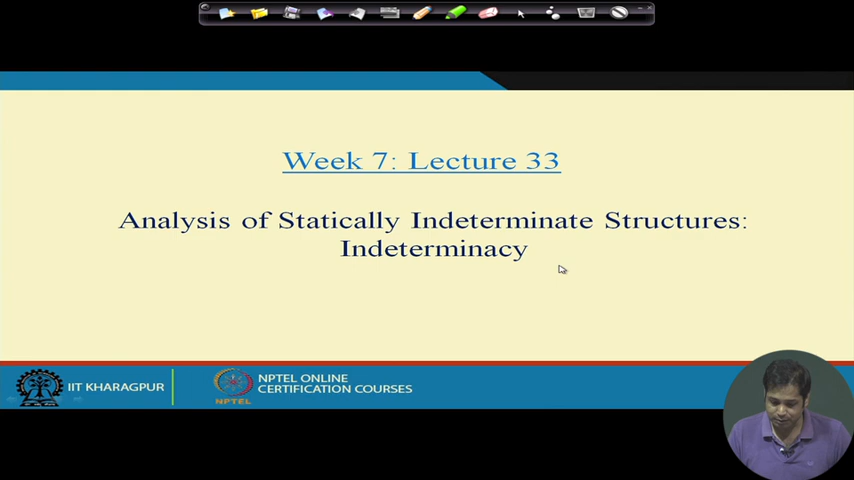 Week 7: Lecture 33
Analysis of Statically Indeterminate Structures:
Indeterminacy
IIT KHARAGPUR
NPTEL
NPTEL ONLINE
CERTIFICATION COURSES